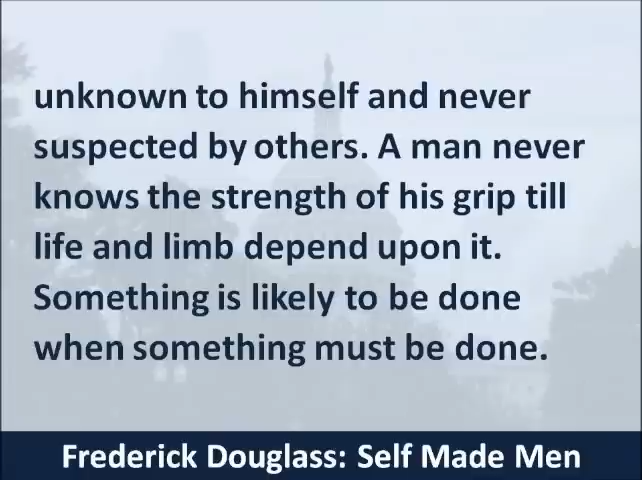 unknown to himself and never
suspected by others. A man never
knows the strength of his grip till
life and limb depend upon it.
Something is likely to be done
when something must be done.
Frederick Douglass: Self Made Men